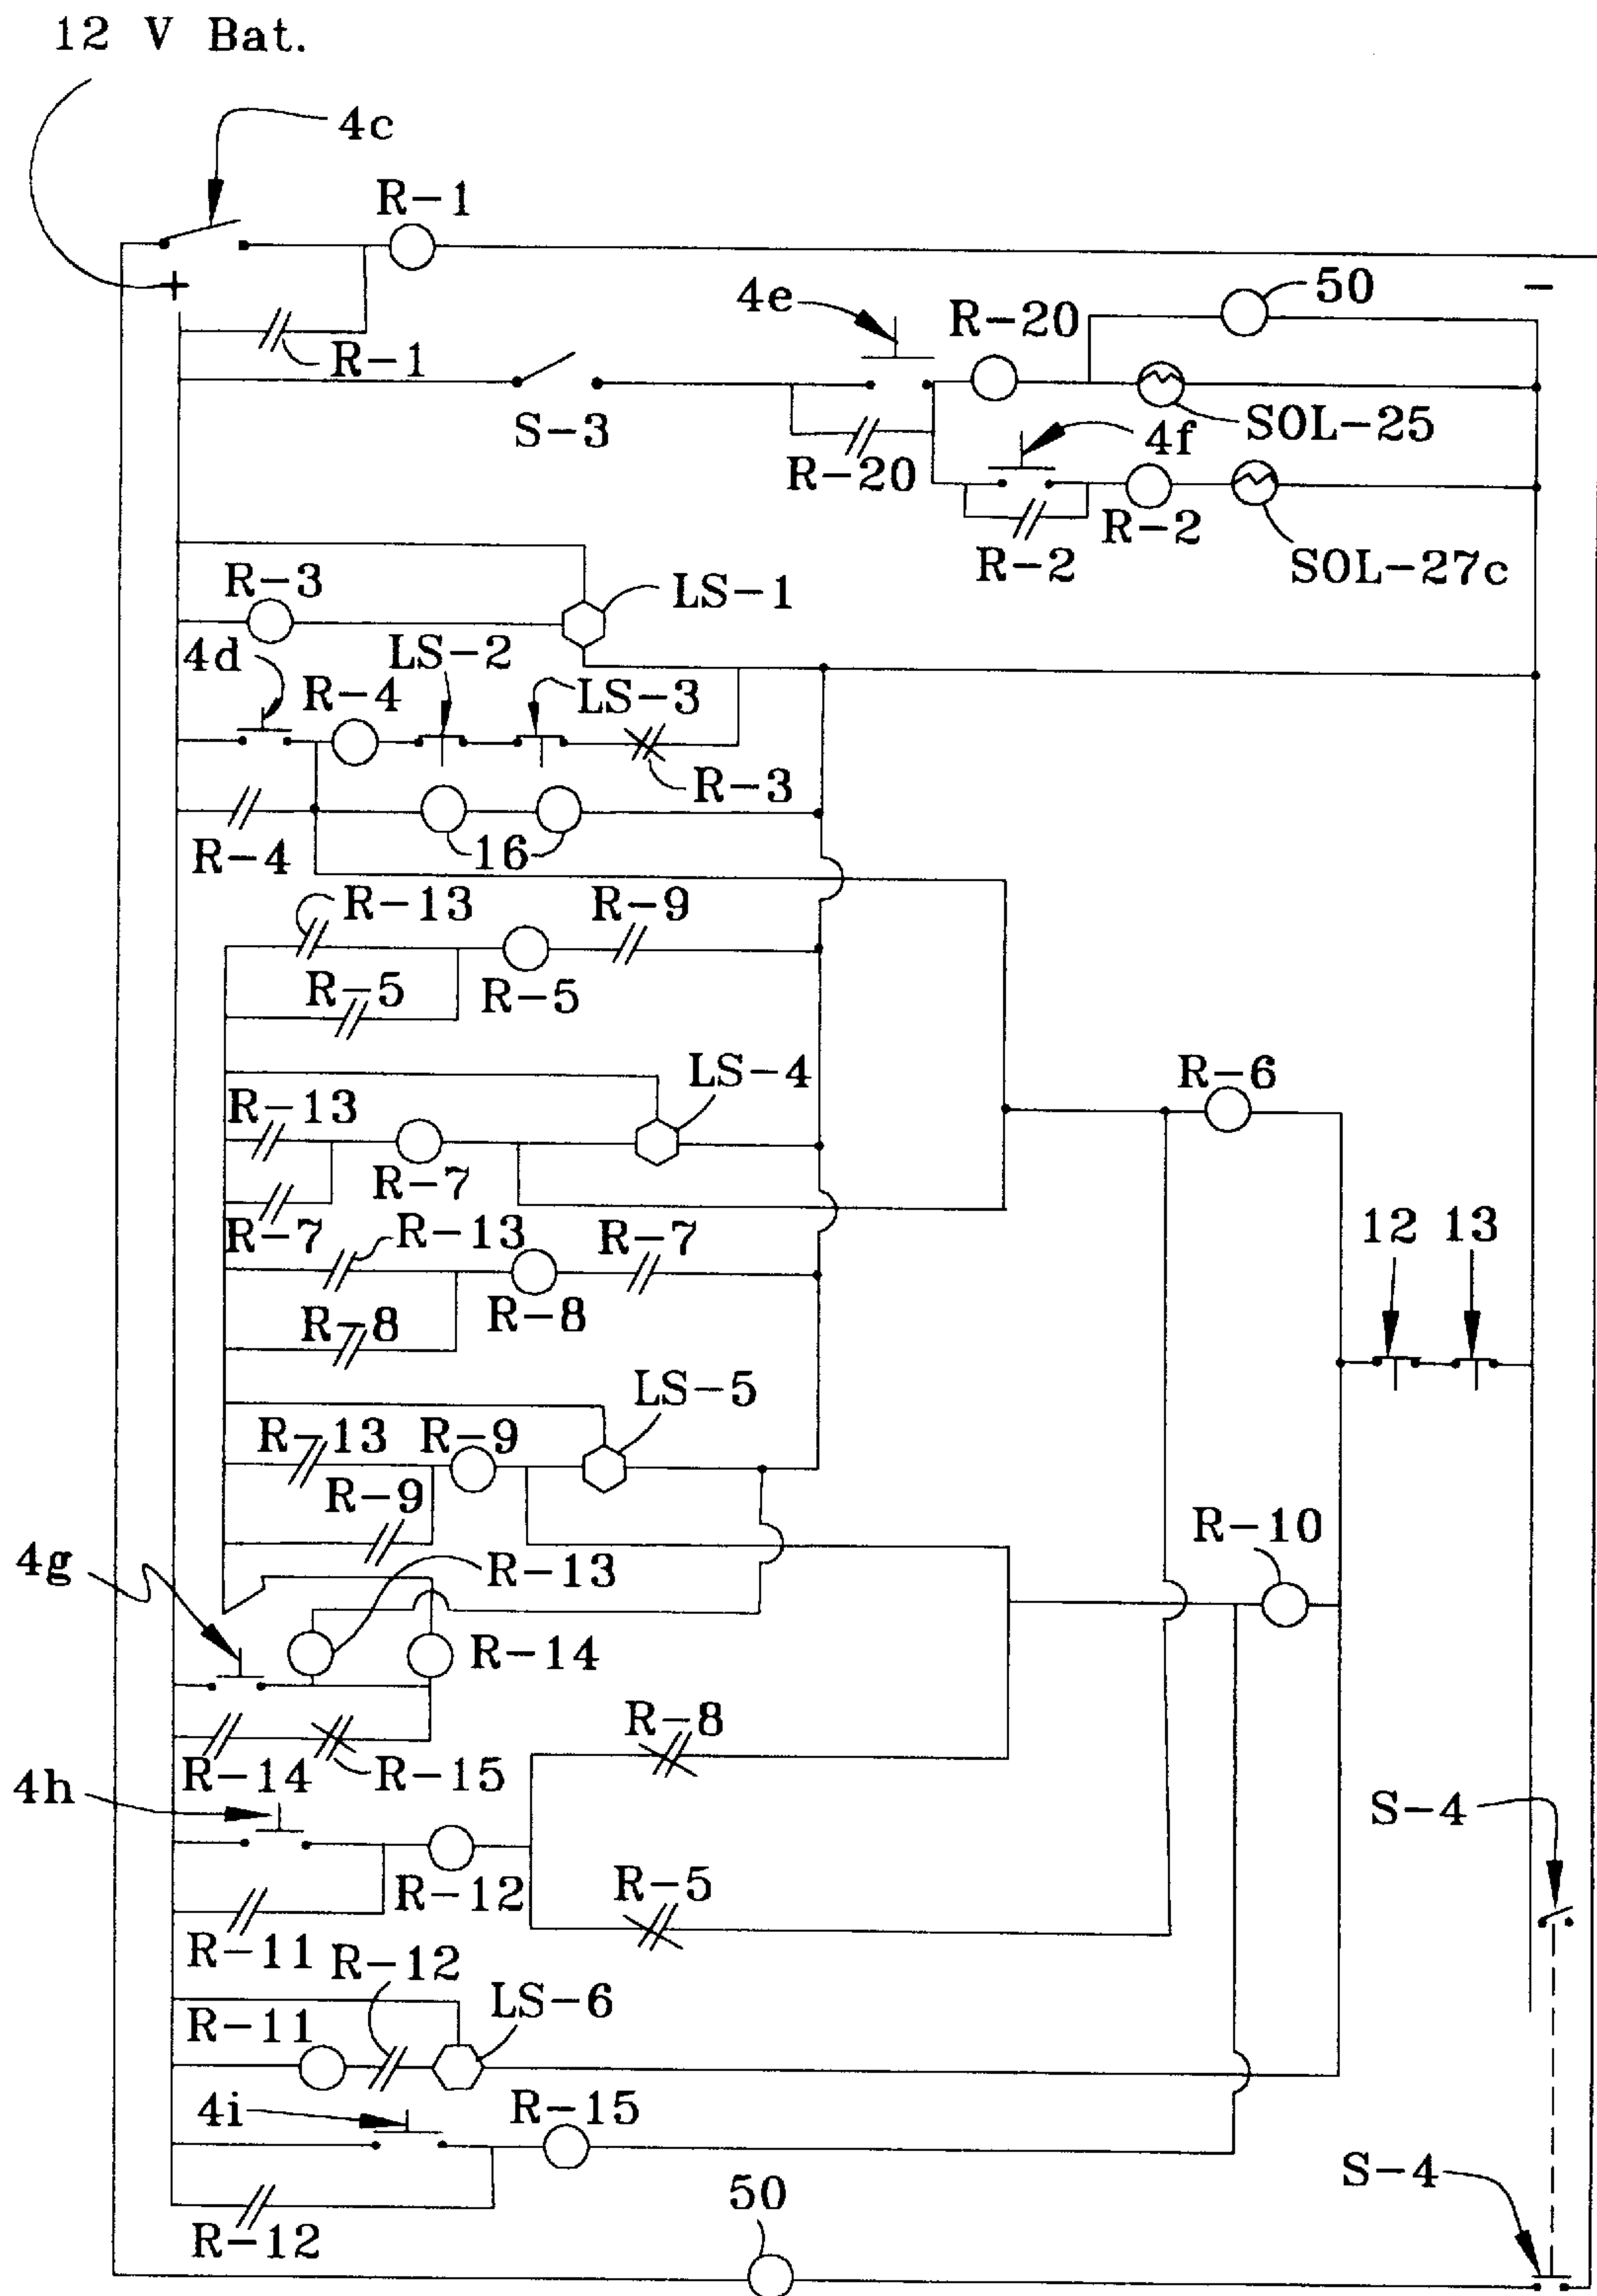 12 V Bat.
4c
R-1
+
4e
50
-
R-1
R-20
S-3
R-20
4f
SOL-25
R-2
R-2
SOL-27c
R-3
LS-1
4d
LS-2
R-4
LS-3
R-3
R-4
16
R-13
R-9
R-5
R-5
LS-4
R-13
R-6
R-7
R-7
R-13
R-7
12
13
R-8
R-8
LS-5
R-13
R-9
R-9
R-10
4g
R-13
R-14
R-8
R-14
R-15
4h
S-4
R-12
R-5
R-11
R-12
R-11
LS-6
4i
R-15
S-4
R-12
50